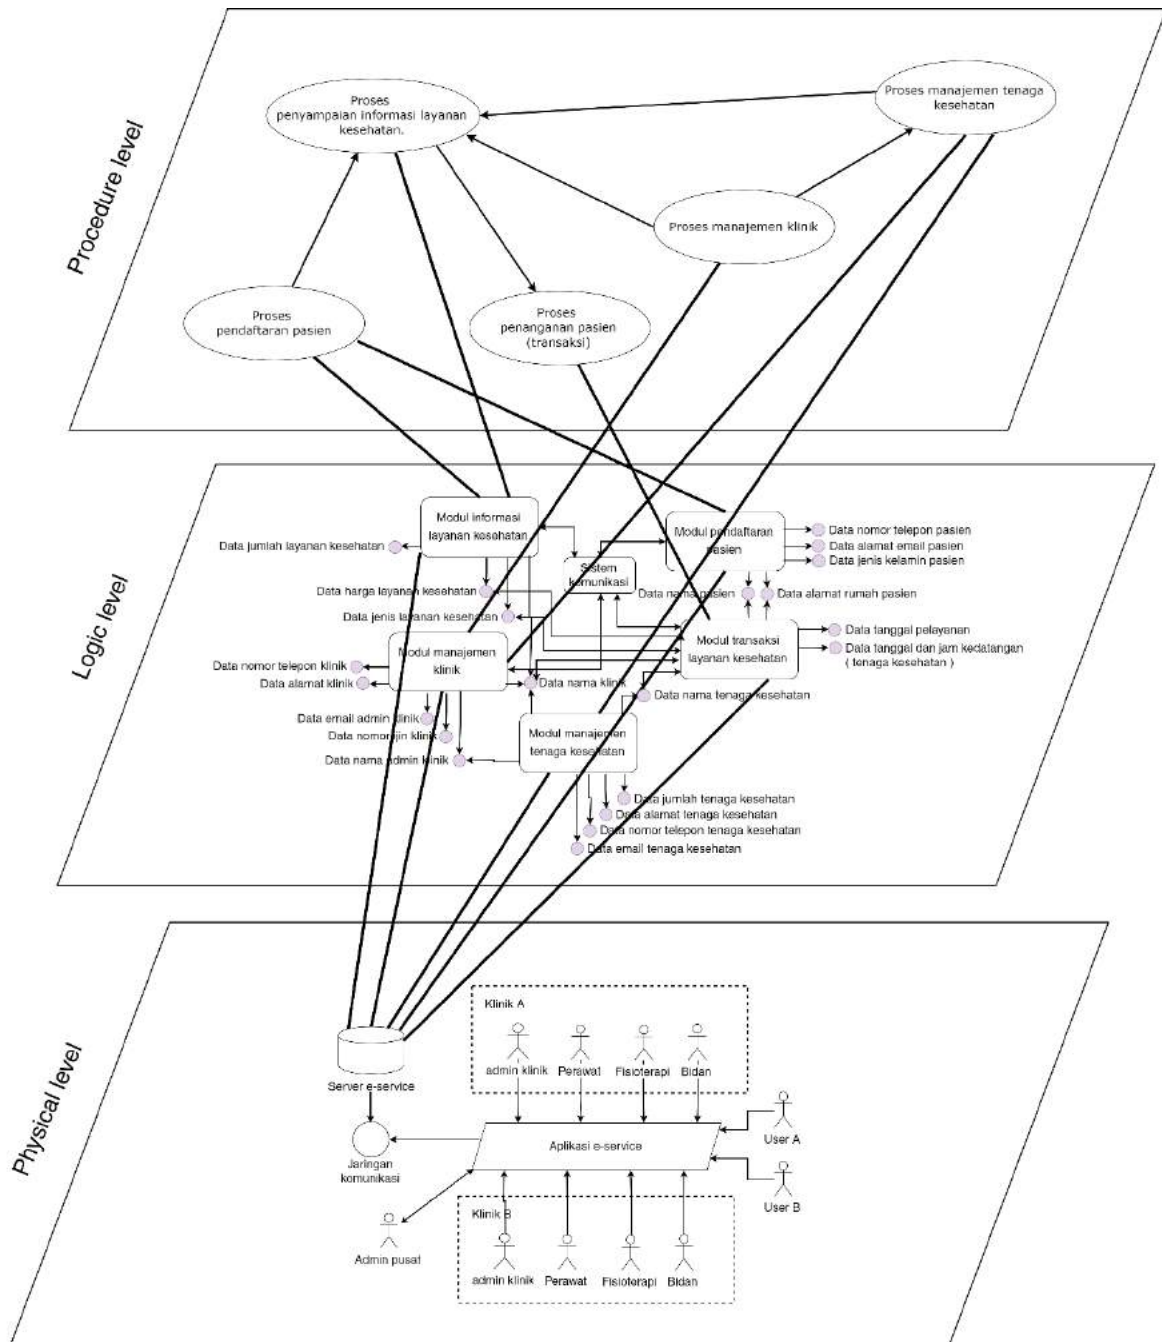 Procedure level
Proses
penyampaian informasi layanan
kesehatan.
Proses manajemen tenaga
kesehatan
Proses manajemen klinik
Proses
pendaftaran pasien
Proses
penanganan pasien
(transaksi)
Logic level
Modul informasi
layanan kesehatan
Modul pendaftaran
pasien
Data nomor telepon pasien
Data alamat email pasien
Data jenis kelamin pasien
Data jumlah layanan kesehatan
Sistem
komunikasi
Data harga layanan kesehatan
Data nama pasien
Data alamat rumah pasien
Data jenis layanan kesehatan
Modul manajemen
klinik
Modul transaksi
layanan kesehatan
Data tanggal pelayanan
Data tanggal dan jam kedatangan
( tenaga kesehatan )
Data nomor telepon klinik
Data alamat klinik
Data nama klinik
Data nama tenaga kesehatan
Data email admin klinik
Data nomor ijin klinik
Data nama admin klinik
Modul manajemen
tenaga kesehatan
Data jumlah tenaga kesehatan
Data alamat tenaga kesehatan
Data nomor telepon tenaga kesehatan
Data email tenaga kesehatan
Physical level
Klinik A
admin klinik
Perawat
Fisioterapi
Bidan
Server e-service
Aplikasi e-service
User A
Jaringan
komunikasi
User B
Klinik B
Admin pusat
admin klinik
Perawat
Fisioterapi
Bidan